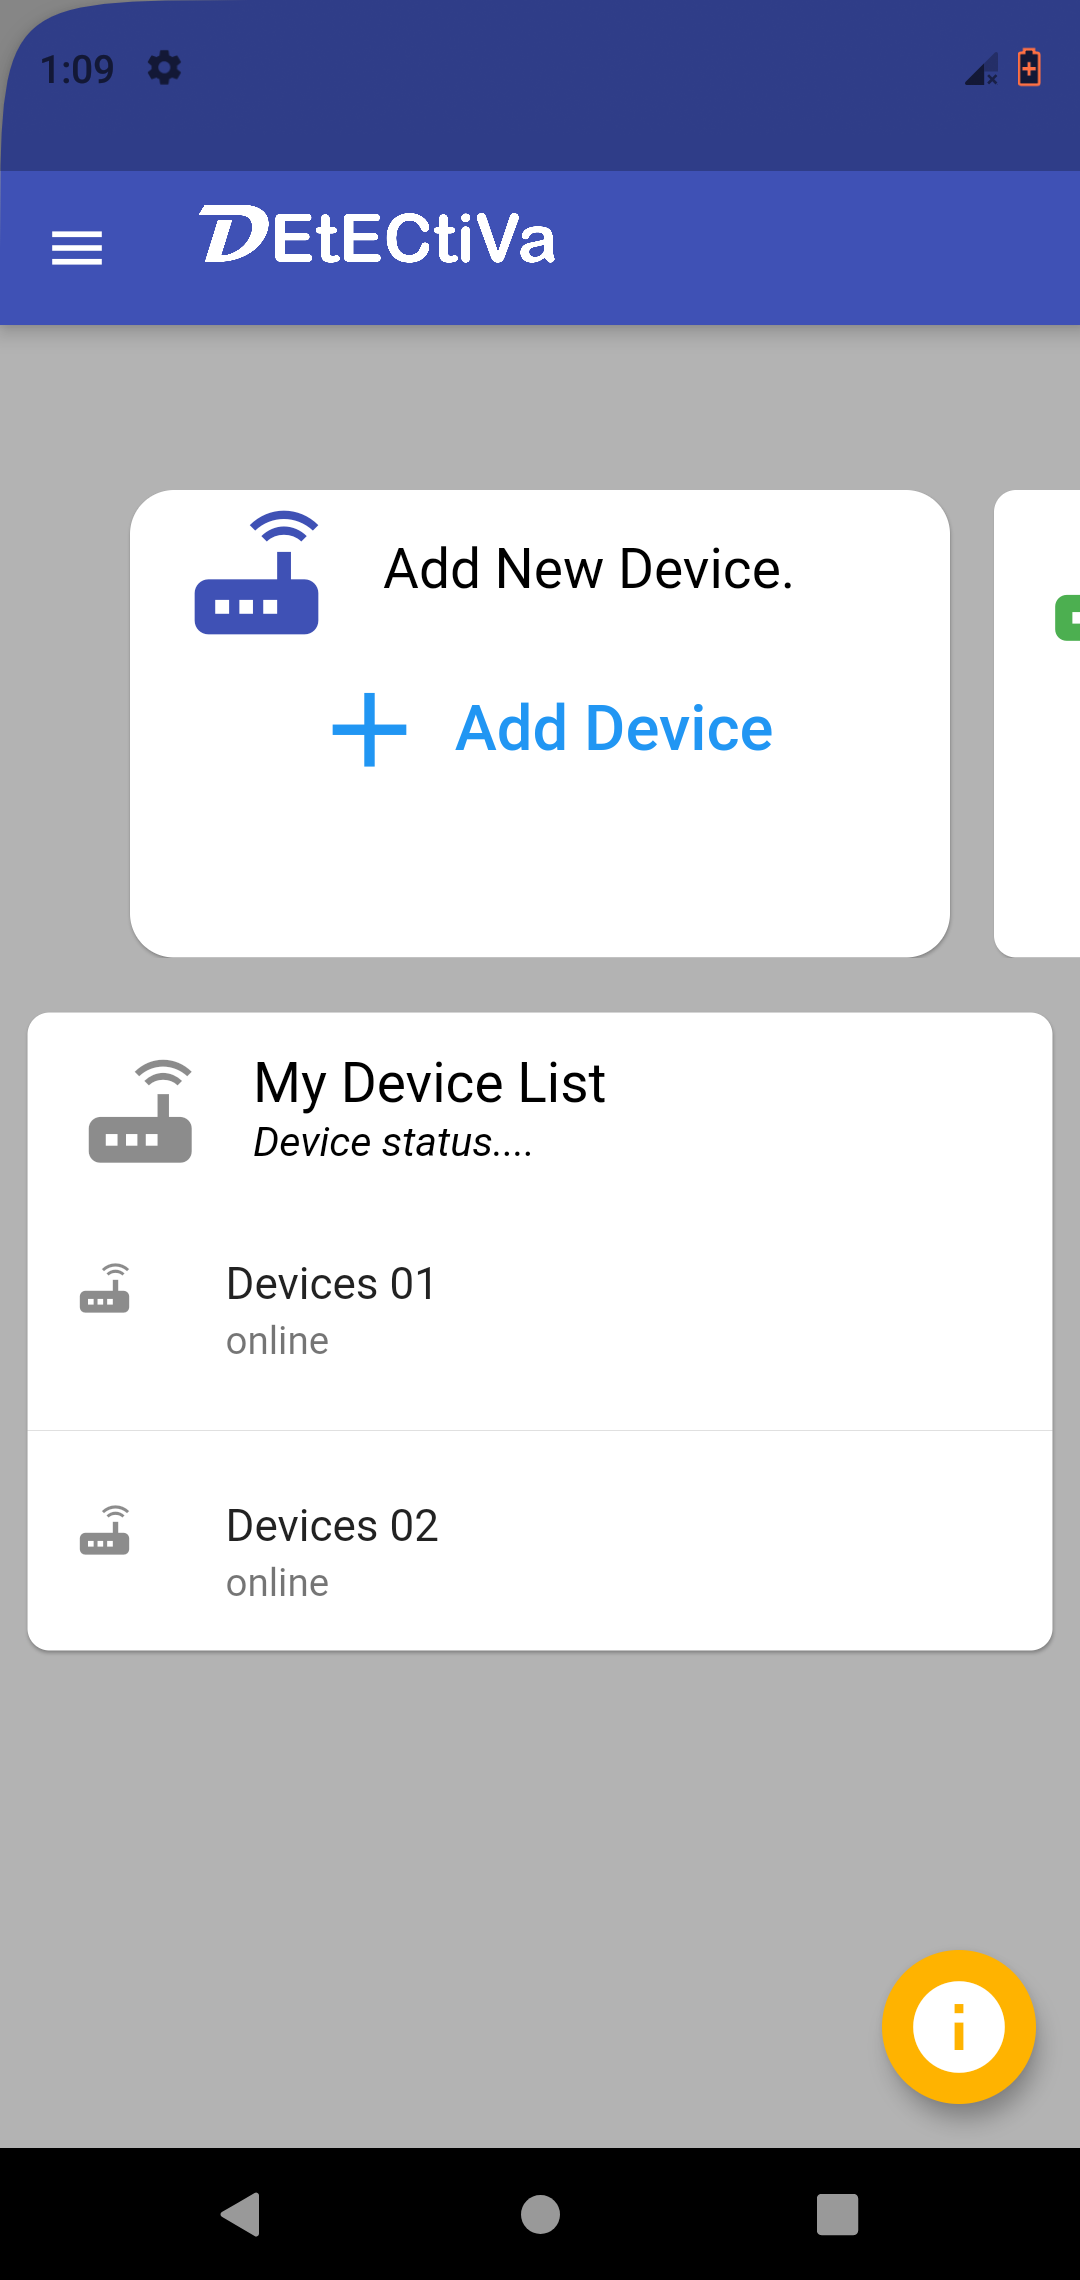 1:09
DEtECtiVa
Add New Device.
Add Device
My Device List
Device status....
Devices 01
online
Devices 02
online